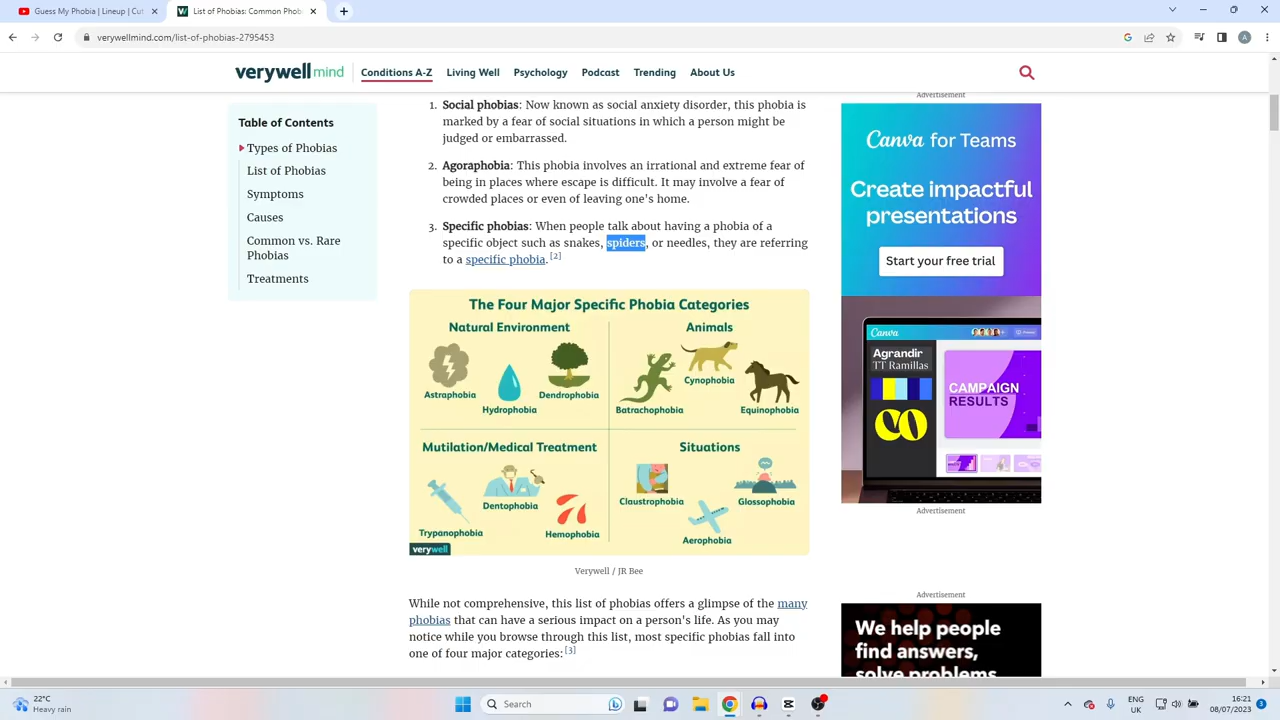 Guess My Phobia | Lineup | Cut
List of Phobias: Common Phobias
verywellmind.com/list-of-phobias-2795453
A
verywell mind
Conditions A-Z
Living Well
Psychology
Podcast
Trending
About Us
Table of Contents
Types of Phobias
List of Phobias
Symptoms
Causes
Common vs. Rare
Phobias
Treatments
1. Social phobias: Now known as social anxiety disorder, this phobia is
marked by a fear of social situations in which a person might be
judged or embarrassed.
2. Agoraphobia: This phobia involves an irrational and extreme fear of
being in places where escape is difficult. It may involve a fear of
crowded places or even of leaving one's home.
3. Specific phobias: When people talk about having a phobia of a
specific object such as snakes, spiders, or needles, they are referring
to a specific phobia.[2]
The Four Major Specific Phobia Categories
Natural Environment
Astraphobia
Hydrophobia
Dendrophobia
Animals
Batrachophobia
Cynophobia
Equinophobia
Mutilation/Medical Treatment
Trypanophobia
Dentophobia
Hemophobia
Situations
Claustrophobia
Aerophobia
Glossophobia
verywell
Verywell / JR Bee
While not comprehensive, this list of phobias offers a glimpse of the many
phobias that can have a serious impact on a person's life. As you may
notice while you browse through this list, most specific phobias fall into
one of four major categories:[3]
Advertisement
Canva for Teams
Create impactful
presentations
Start your free trial
Canva
Agrandir
TT Ramillas
CAMPAIGN
RESULTS
Advertisement
Advertisement
We help people
find answers,
solve problems
22°C
Heavy rain
Search
ENG
UK
16:21
08/07/2023
3